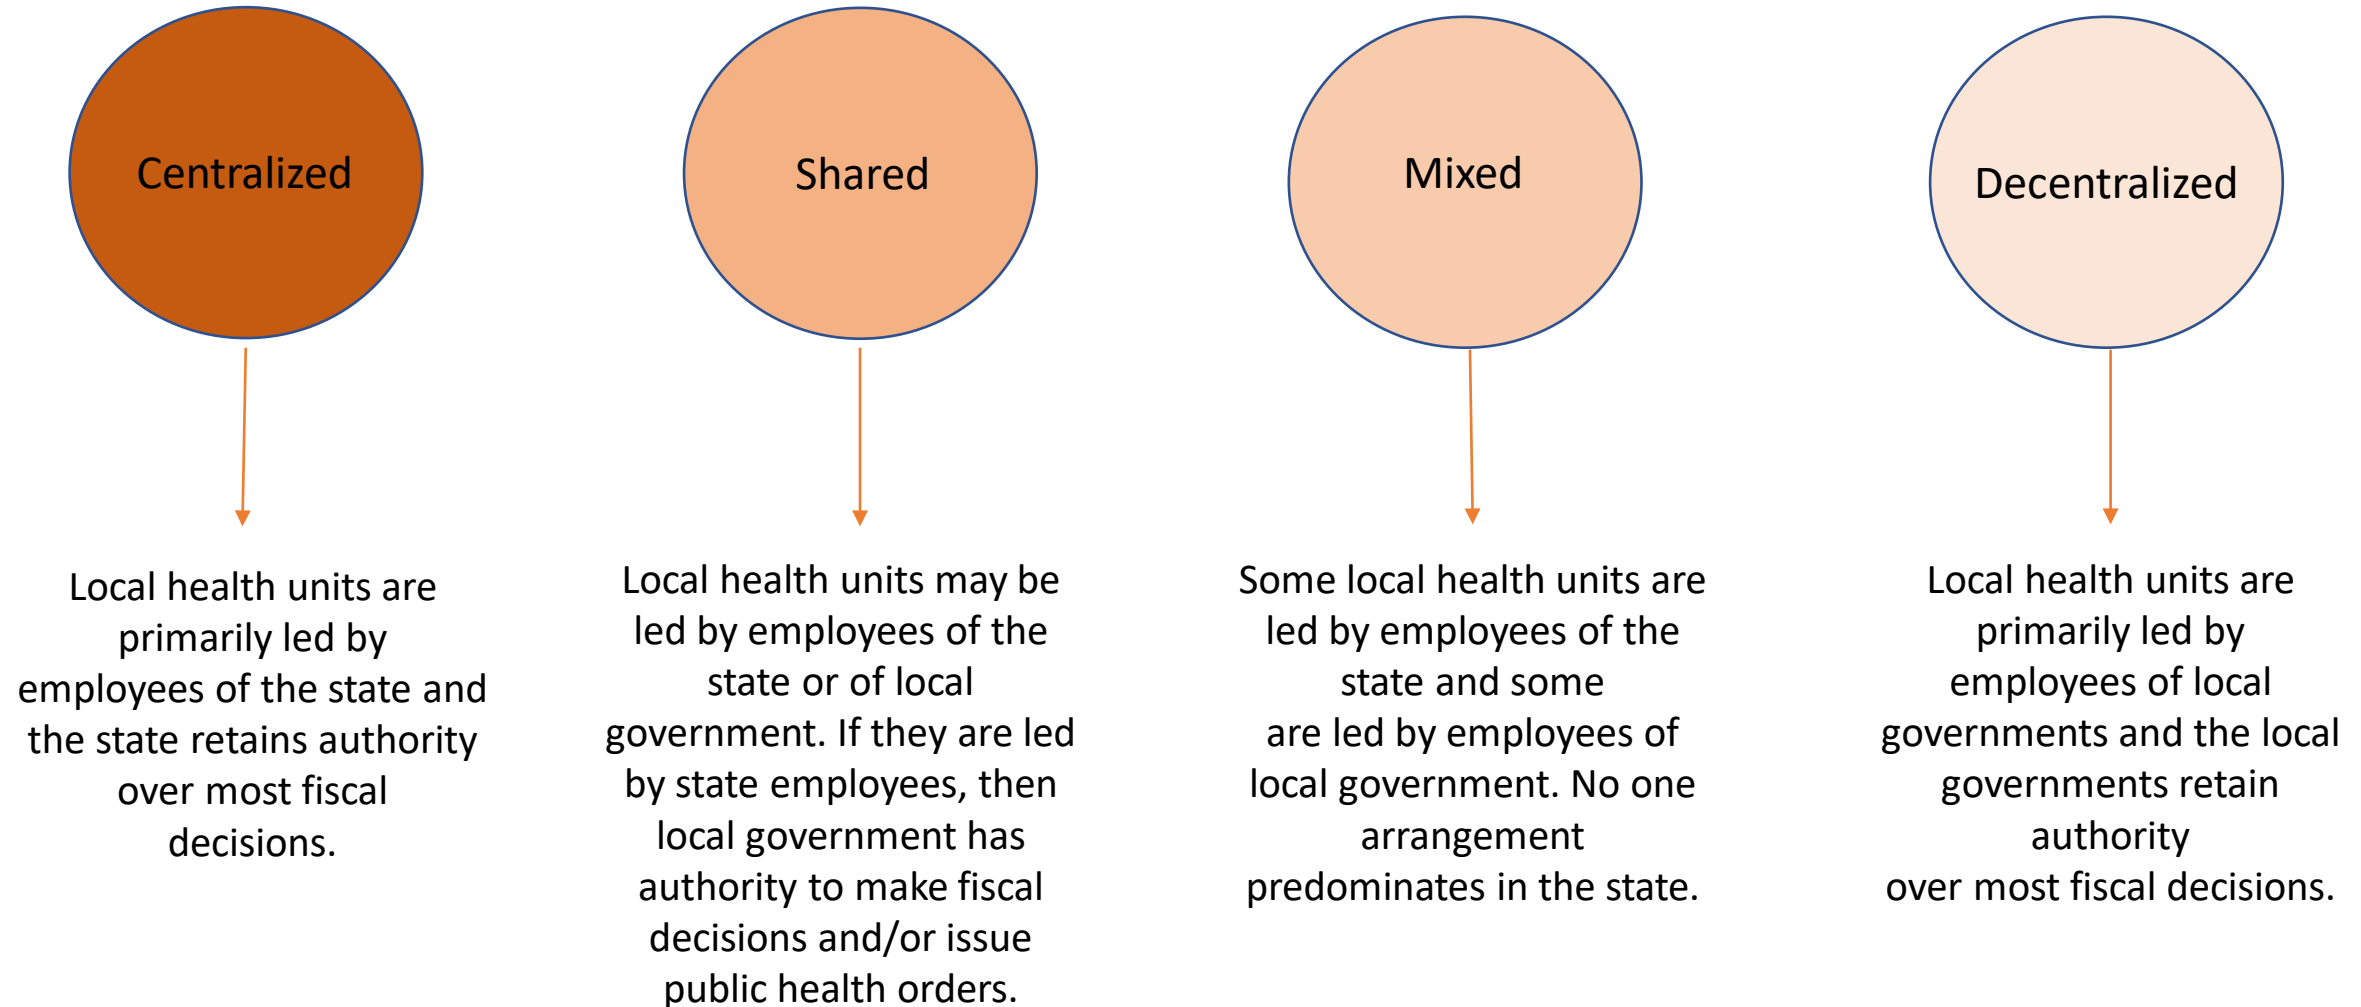 Centralized
Shared
Mixed
Decentralized
Local health units are
primarily led by
employees of the state and
the state retains authority
over most fiscal
decisions.
Local health units may be
led by employees of the
state or of local
government. If they are led
by state employees, then
local government has
authority to make fiscal
decisions and/or issue
public health orders.
Some local health units are
led by employees of the
state and some
are led by employees of
local government. No one
arrangement
predominates in the state.
Local health units are
primarily led by
employees of local
governments and the local
governments retain
authority
over most fiscal decisions.